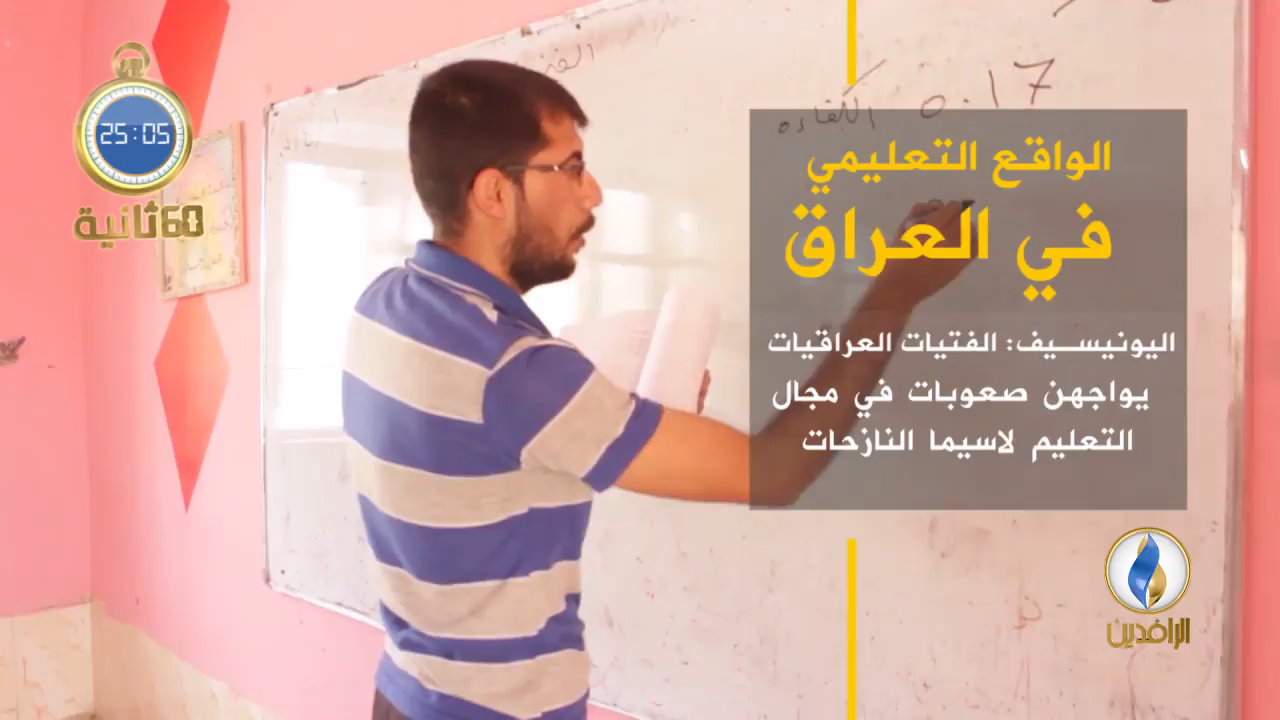 25:05
60ثانية
الواقع التعليمي
في العراق
اليونيسيف: الفتيات العراقيات
يواجهن صعوبات في مجال
التعليم لاسيما النازحات
الرافدين